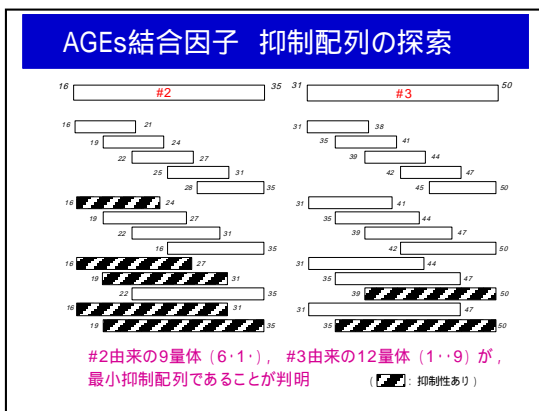 AGEs結合因子 抑制配列の探索
16 #2 35 31 #3 50
16 21 31 38
19 24 35 41
22 27 39 44
25 31 42 47
28 35 45 50
16 24 31 41
19 27 35 44
22 31 39 47
16 35 42 50
16 27 31 44
19 31 35 47
22 35 39 50
16 31 31 47
19 35 35 50
#2由来の9量体(6·1·), #3由来の12量体(1··9)が,
最小抑制配列であることが判明 ( : 抑制性あり)